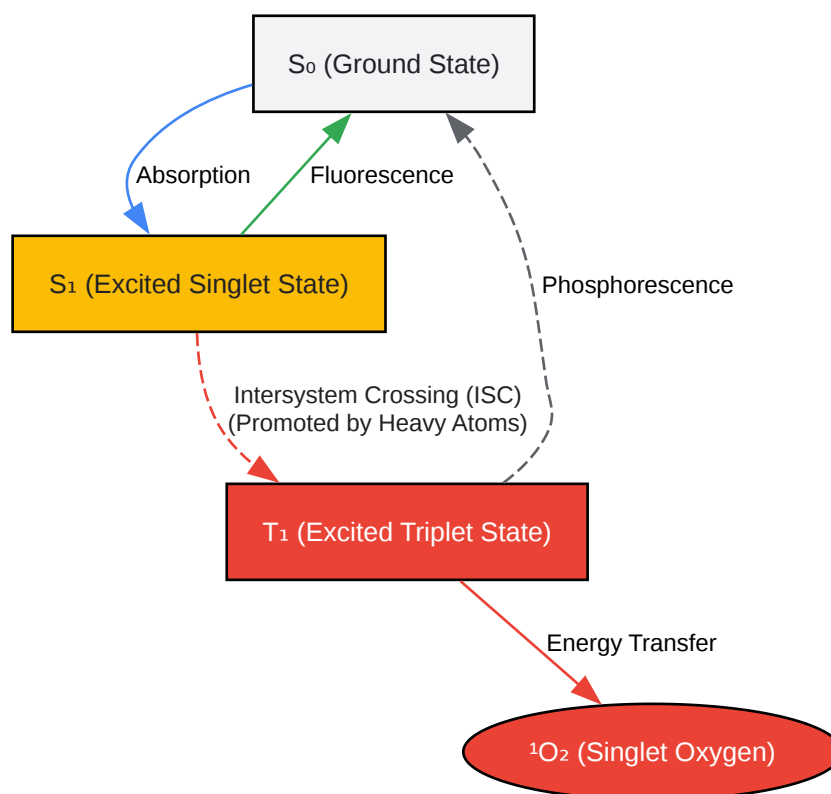 S₀ (Ground State)
Absorption
Fluorescence
S₁ (Excited Singlet State)
Phosphorescence
Intersystem Crossing (ISC)
(Promoted by Heavy Atoms)
T₁ (Excited Triplet State)
Energy Transfer
¹O₂ (Singlet Oxygen)